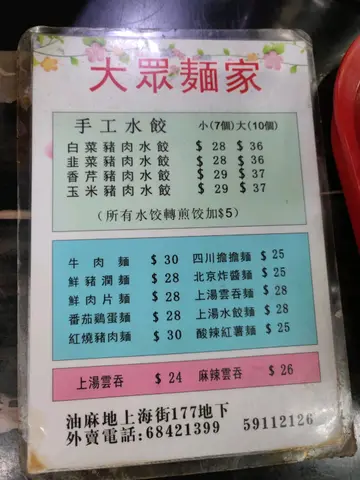 大眾麵家
手工水餃 小(7個) 大(10個)
白菜豬肉水餃 $ 28 $ 36
韭菜豬肉水餃 $ 28 $ 36
香芹豬肉水餃 $ 29 $ 37
玉米豬肉水餃 $ 29 $ 37
(所有水饺轉煎饺加$5)
牛肉麵 $ 30 四川擔擔麵 $ 25
鮮豬潤麵 $ 28 北京炸醬麵 $ 25
鮮肉片麵 $ 28 上湯雲吞麵 $ 28
番茄鷄蛋麵 $ 28 上湯水餃麵 $ 28
紅燒豬肉麵 $ 30 酸辣紅薯麵 $ 25
上湯雲吞 $ 24 麻辣雲吞 $ 26
油麻地上海街177地下
外賣電話:68421399 59112126